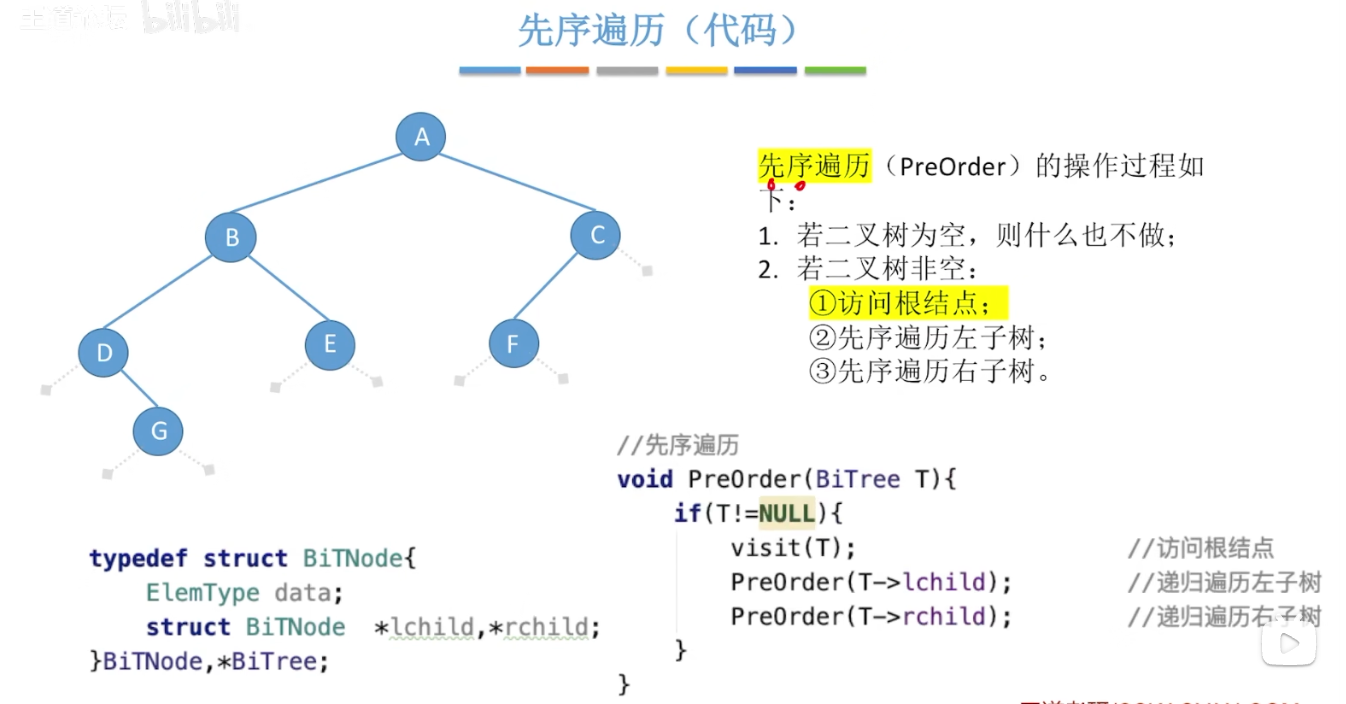 bilibili
先序遍历（代码）
A
B
C
D
E
F
G
先序遍历（PreOrder）的操作过程如
下：
1. 若二叉树为空，则什么也不做；
2. 若二叉树非空：
①访问根结点；
②先序遍历左子树；
③先序遍历右子树。
typedef struct BiTNode{
    ElemType data;
    struct BiTNode  *lchild,*rchild;
}BiTNode,*BiTree;
//先序遍历
void PreOrder(BiTree T){
    if(T!=NULL){
        visit(T);        //访问根结点
        PreOrder(T->lchild);        //递归遍历左子树
        PreOrder(T->rchild);        //递归遍历右子树
    }
}